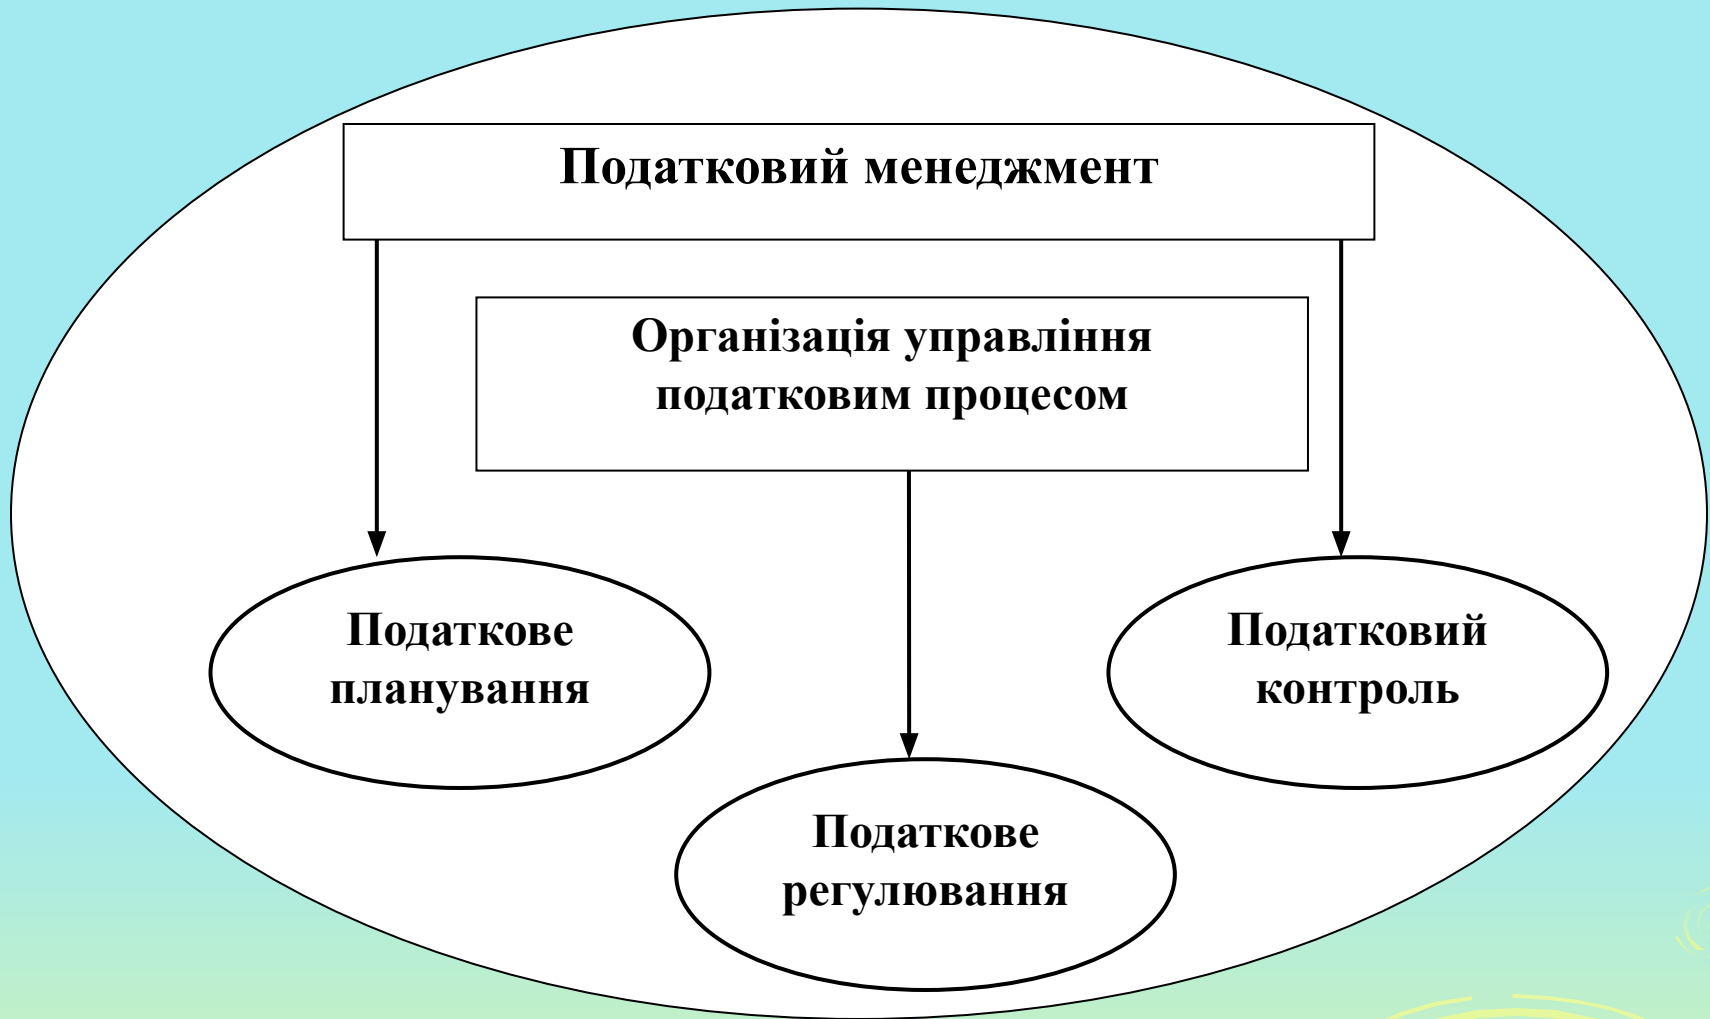 Податковий менеджмент
Організація управління
податковим процесом
Податкове
планування
Податковий
контроль
Податкове
регулювання